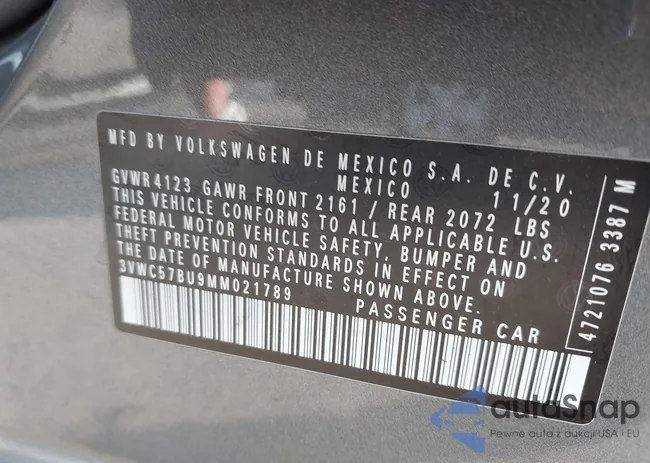 MFD BY VOLKSWAGEN DE MEXICO S.A. DE C.V.
MEXICO 11/20
GVWR 4123 GAWR FRONT 2161 / REAR 2072 LBS
THIS VEHICLE CONFORMS TO ALL APPLICABLE U.S.
FEDERAL MOTOR VEHICLE SAFETY, BUMPER AND
THEFT PREVENTION STANDARDS IN EFFECT ON
THE DATE OF MANUFACTURE SHOWN ABOVE.
3VWC57BU9MM021789 PASSENGER CAR
4721076 3387 M
autoSnap
Pewne auta z aukcji USA i EU